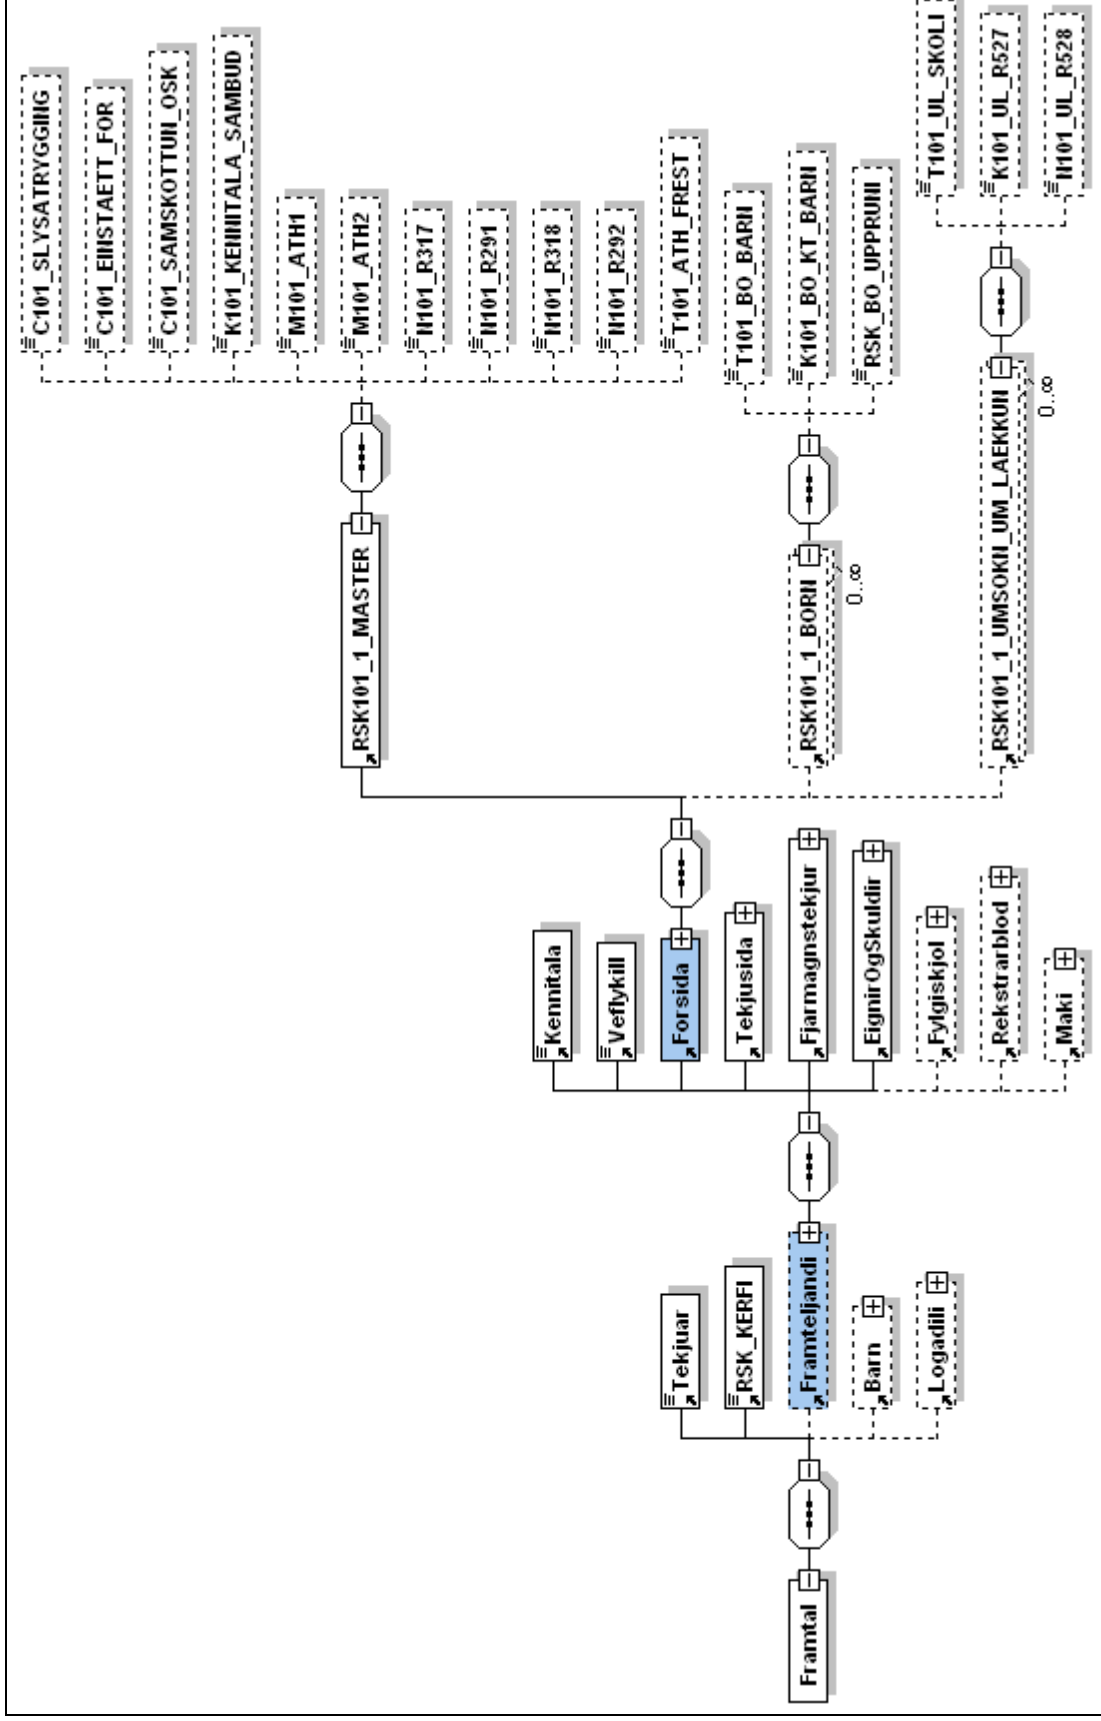 Framtal
Tekjuar
RSK_KERFI
Framteljandi
Barn
Logadili
Kennitala
Veflykill
Forsida
Tekjusida
Fjarmagnstekjur
EignirOgSkuldir
Fylgiskjol
Rekstrarblod
Maki
RSK101_1_MASTER
C101_SLYSATRYGGING
C101_EINSTAETT_FOR
C101_SAMSKOTTUN_OSK
K101_KENNITALA_SAMBUD
M101_ATH1
M101_ATH2
N101_R317
N101_R291
N101_R318
N101_R292
T101_ATH_FREST
RSK101_1_BORN
0..∞
T101_BO_BARN
K101_BO_KT_BARN
RSK_BO_UPPRUNI
RSK101_1_UMSOKN_UM_LAEKKUN
0..∞
T101_UL_SKOLI
K101_UL_R527
N101_UL_R528